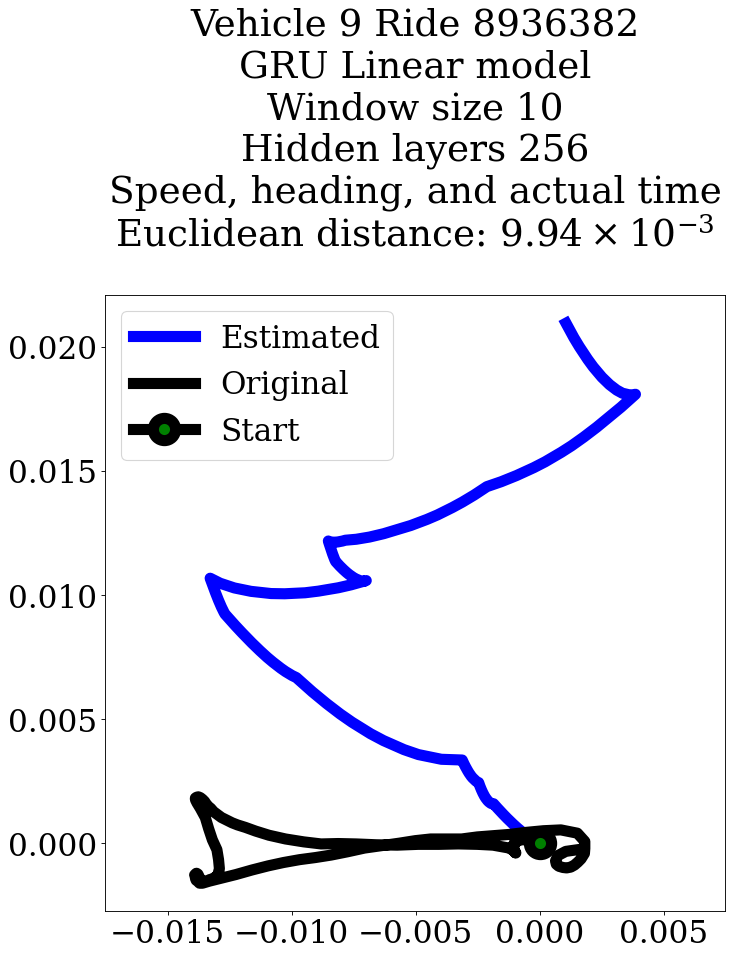 Vehicle 9 Ride 8936382
GRU Linear model
Window size 10
Hidden layers 256
Speed, heading, and actual time
Euclidean distance: 9.94 × 10⁻³
Estimated
Original
Start
0.020
0.015
0.010
0.005
0.000
−0.015 −0.010 −0.005 0.000 0.005